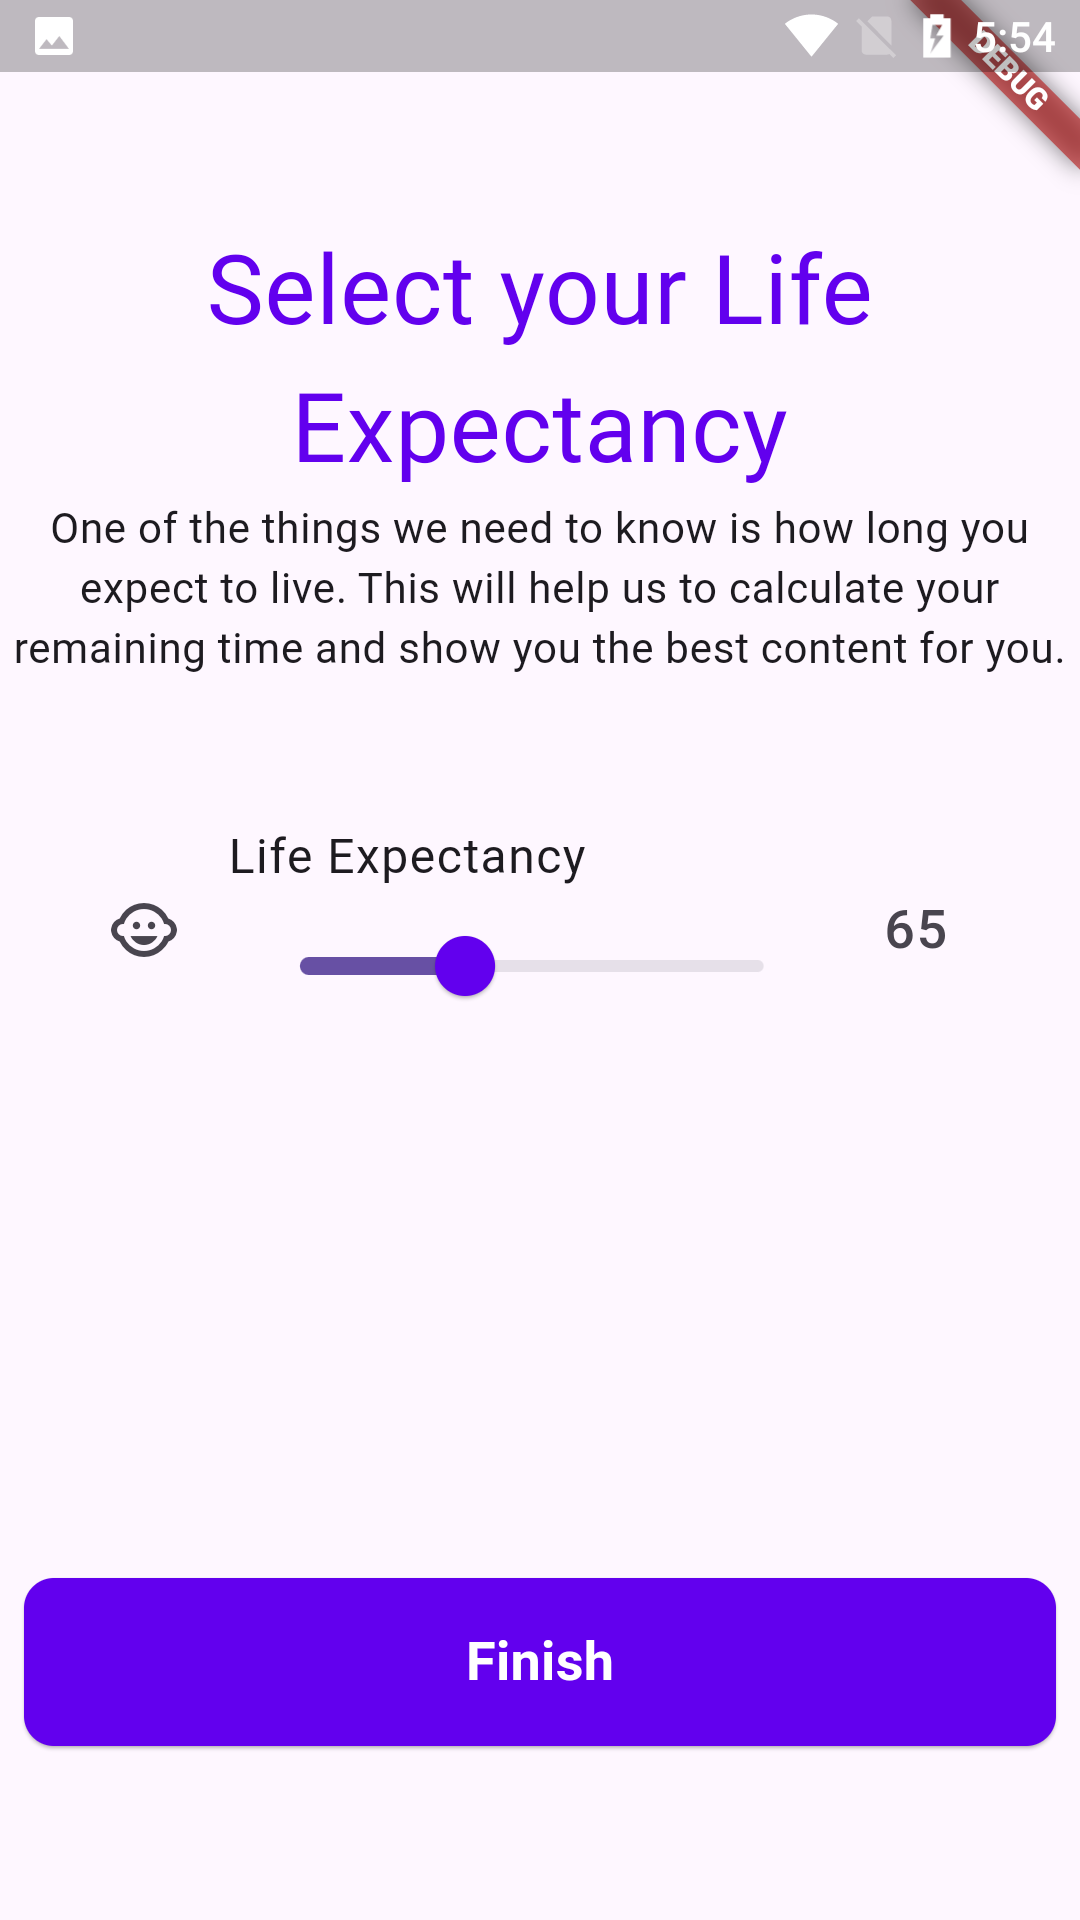 5:54
DEBUG
Select your Life
Expectancy
One of the things we need to know is how long you
expect to live. This will help us to calculate your
remaining time and show you the best content for you.
Life Expectancy
65
Finish